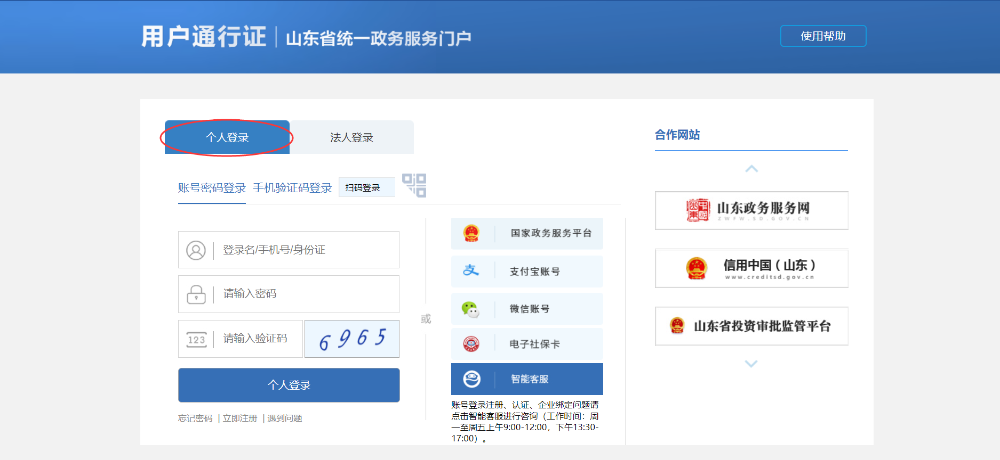 用户通行证 | 山东省统一政务服务门户
使用帮助
个人登录
法人登录
账号密码登录 手机验证码登录 扫码登录
登录名/手机号/身份证
请输入密码
123 请输入验证码 6965
个人登录
忘记密码 | 立即注册 | 遇到问题
或
国家政务服务平台
支付宝账号
微信账号
电子社保卡
智能客服
账号登录注册、认证、企业绑定问题请
点击智能客服进行咨询（工作时间：周
一至周五上午9:00-12:00，下午13:30-
17:00）。
合作网站
山东政务服务网
ZWFW.SD.GOV.CN
信用中国（山东）
www.creditsd.gov.cn
山东省投资审批监管平台